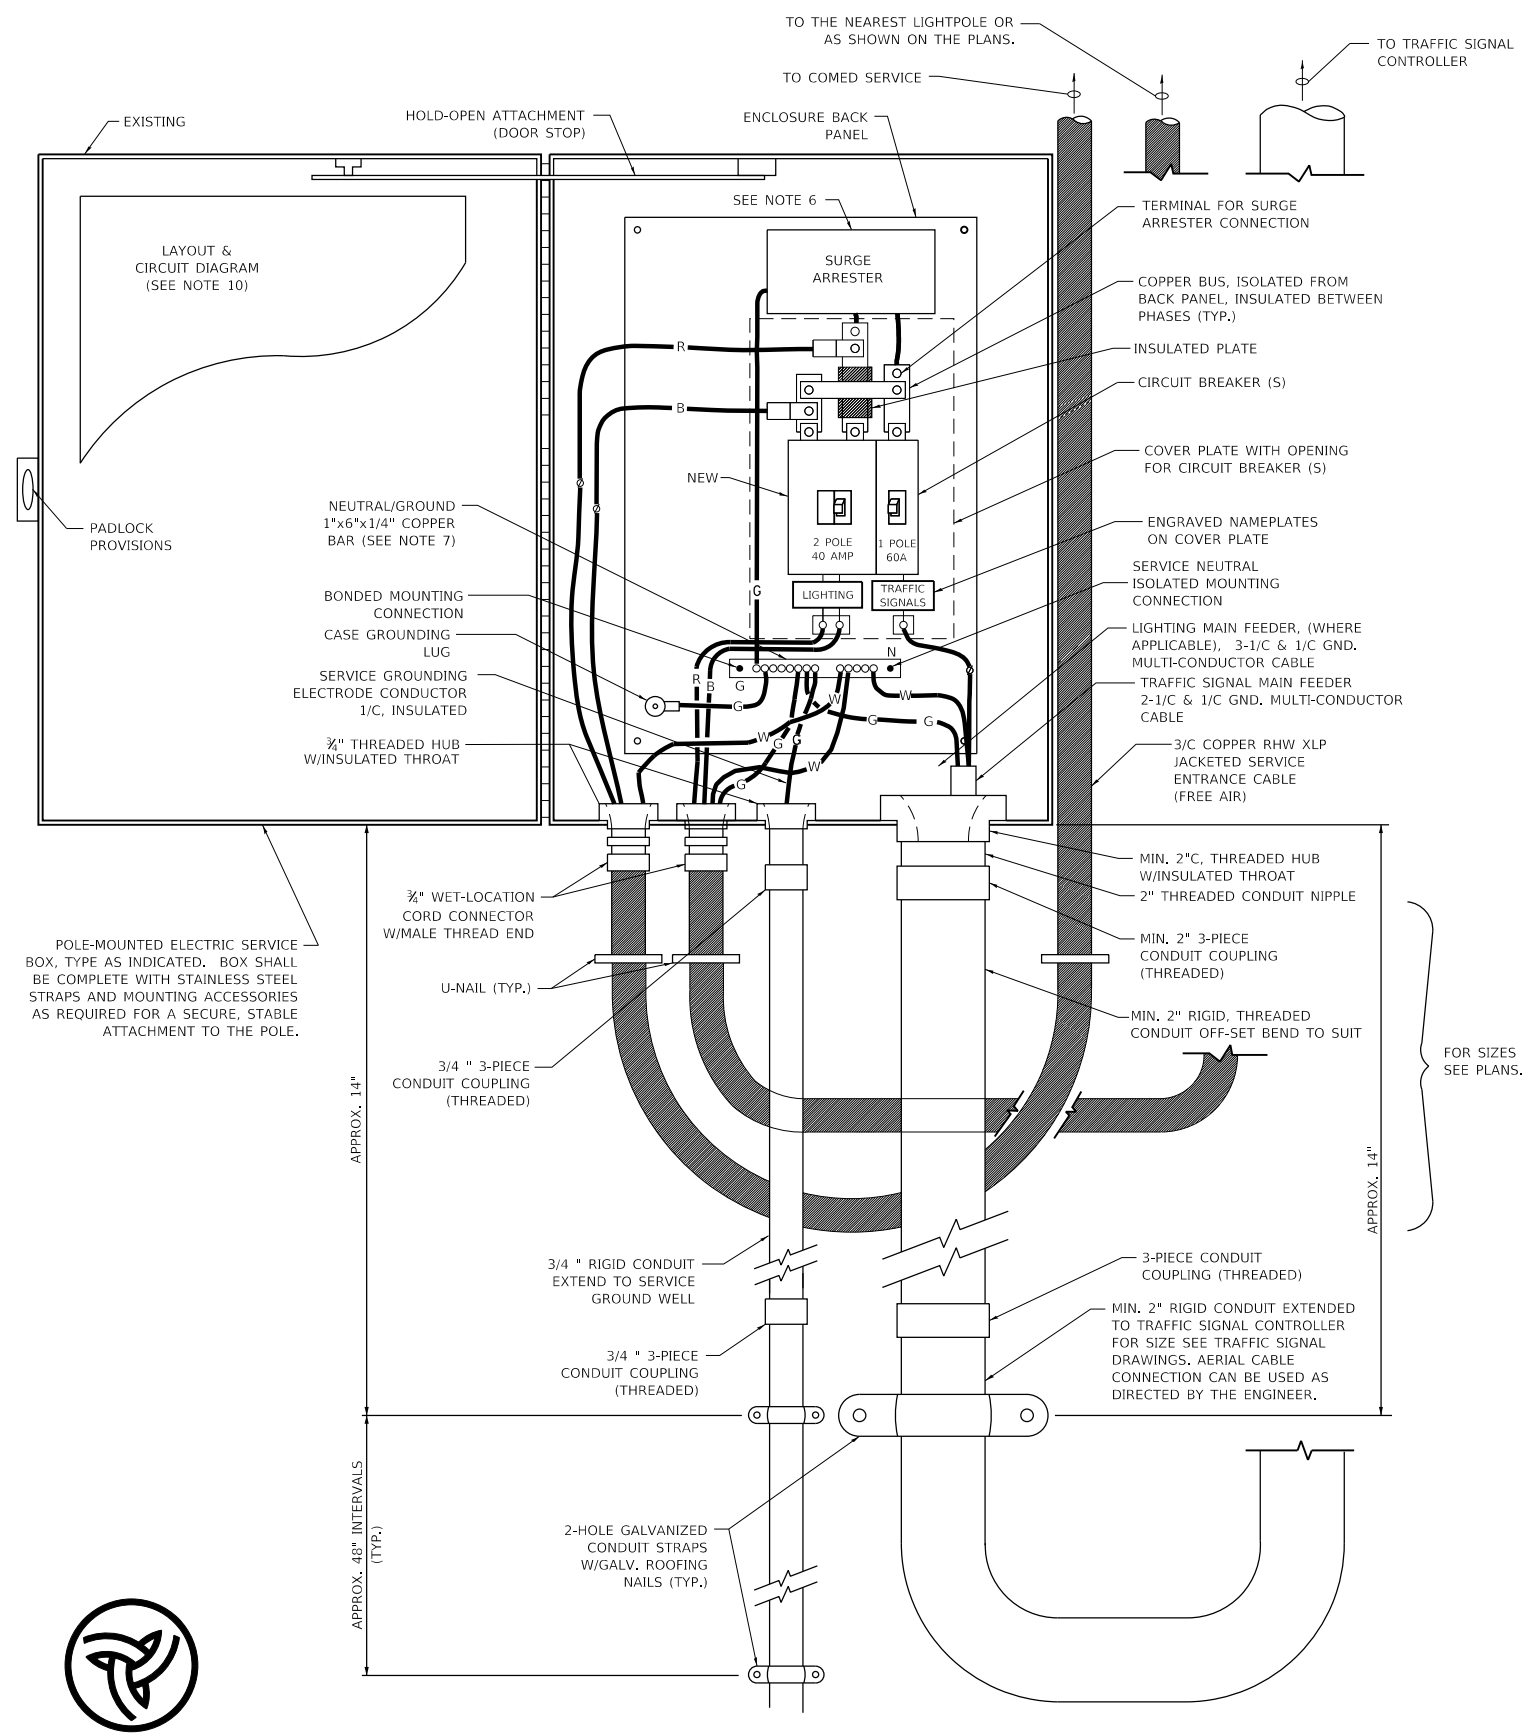 TO THE NEAREST LIGHTPOLE OR
AS SHOWN ON THE PLANS.
TO TRAFFIC SIGNAL
CONTROLLER
TO COMED SERVICE
EXISTING
HOLD-OPEN ATTACHMENT
(DOOR STOP)
ENCLOSURE BACK
PANEL
SEE NOTE 6
TERMINAL FOR SURGE
ARRESTER CONNECTION
LAYOUT &
CIRCUIT DIAGRAM
(SEE NOTE 10)
SURGE
ARRESTER
COPPER BUS, ISOLATED FROM
BACK PANEL, INSULATED BETWEEN
PHASES (TYP.)
R
INSULATED PLATE
CIRCUIT BREAKER (S)
B
COVER PLATE WITH OPENING
FOR CIRCUIT BREAKER (S)
NEW
NEUTRAL/GROUND
1"x6"x1/4" COPPER
BAR (SEE NOTE 7)
PADLOCK
PROVISIONS
ENGRAVED NAMEPLATES
ON COVER PLATE
2 POLE
40 AMP
1 POLE
60A
SERVICE NEUTRAL
ISOLATED MOUNTING
CONNECTION
BONDED MOUNTING
CONNECTION
G
LIGHTING
TRAFFIC
SIGNALS
CASE GROUNDING
LUG
LIGHTING MAIN FEEDER, (WHERE
APPLICABLE), 3-1/C & 1/C GND.
MULTI-CONDUCTOR CABLE
N
SERVICE GROUNDING
ELECTRODE CONDUCTOR
1/C, INSULATED
R
B
G
TRAFFIC SIGNAL MAIN FEEDER
2-1/C & 1/C GND. MULTI-CONDUCTOR
CABLE
G
W
W
G
G
¾" THREADED HUB
W/INSULATED THROAT
W
G
G
W
G
3/C COPPER RHW XLP
JACKETED SERVICE
ENTRANCE CABLE
(FREE AIR)
MIN. 2"C, THREADED HUB
W/INSULATED THROAT
2" THREADED CONDUIT NIPPLE
¾" WET-LOCATION
CORD CONNECTOR
W/MALE THREAD END
POLE-MOUNTED ELECTRIC SERVICE
BOX, TYPE AS INDICATED. BOX SHALL
BE COMPLETE WITH STAINLESS STEEL
STRAPS AND MOUNTING ACCESSORIES
AS REQUIRED FOR A SECURE, STABLE
ATTACHMENT TO THE POLE.
MIN. 2" 3-PIECE
CONDUIT COUPLING
(THREADED)
U-NAIL (TYP.)
MIN. 2" RIGID, THREADED
CONDUIT OFF-SET BEND TO SUIT
FOR SIZES
SEE PLANS.
3/4 " 3-PIECE
CONDUIT COUPLING
(THREADED)
APPROX. 14"
APPROX. 14"
3/4 " RIGID CONDUIT
EXTEND TO SERVICE
GROUND WELL
3-PIECE CONDUIT
COUPLING (THREADED)
MIN. 2" RIGID CONDUIT EXTENDED
TO TRAFFIC SIGNAL CONTROLLER
FOR SIZE SEE TRAFFIC SIGNAL
DRAWINGS. AERIAL CABLE
CONNECTION CAN BE USED AS
DIRECTED BY THE ENGINEER.
3/4 " 3-PIECE
CONDUIT COUPLING
(THREADED)
APPROX. 48" INTERVALS
(TYP.)
2-HOLE GALVANIZED
CONDUIT STRAPS
W/GALV. ROOFING
NAILS (TYP.)